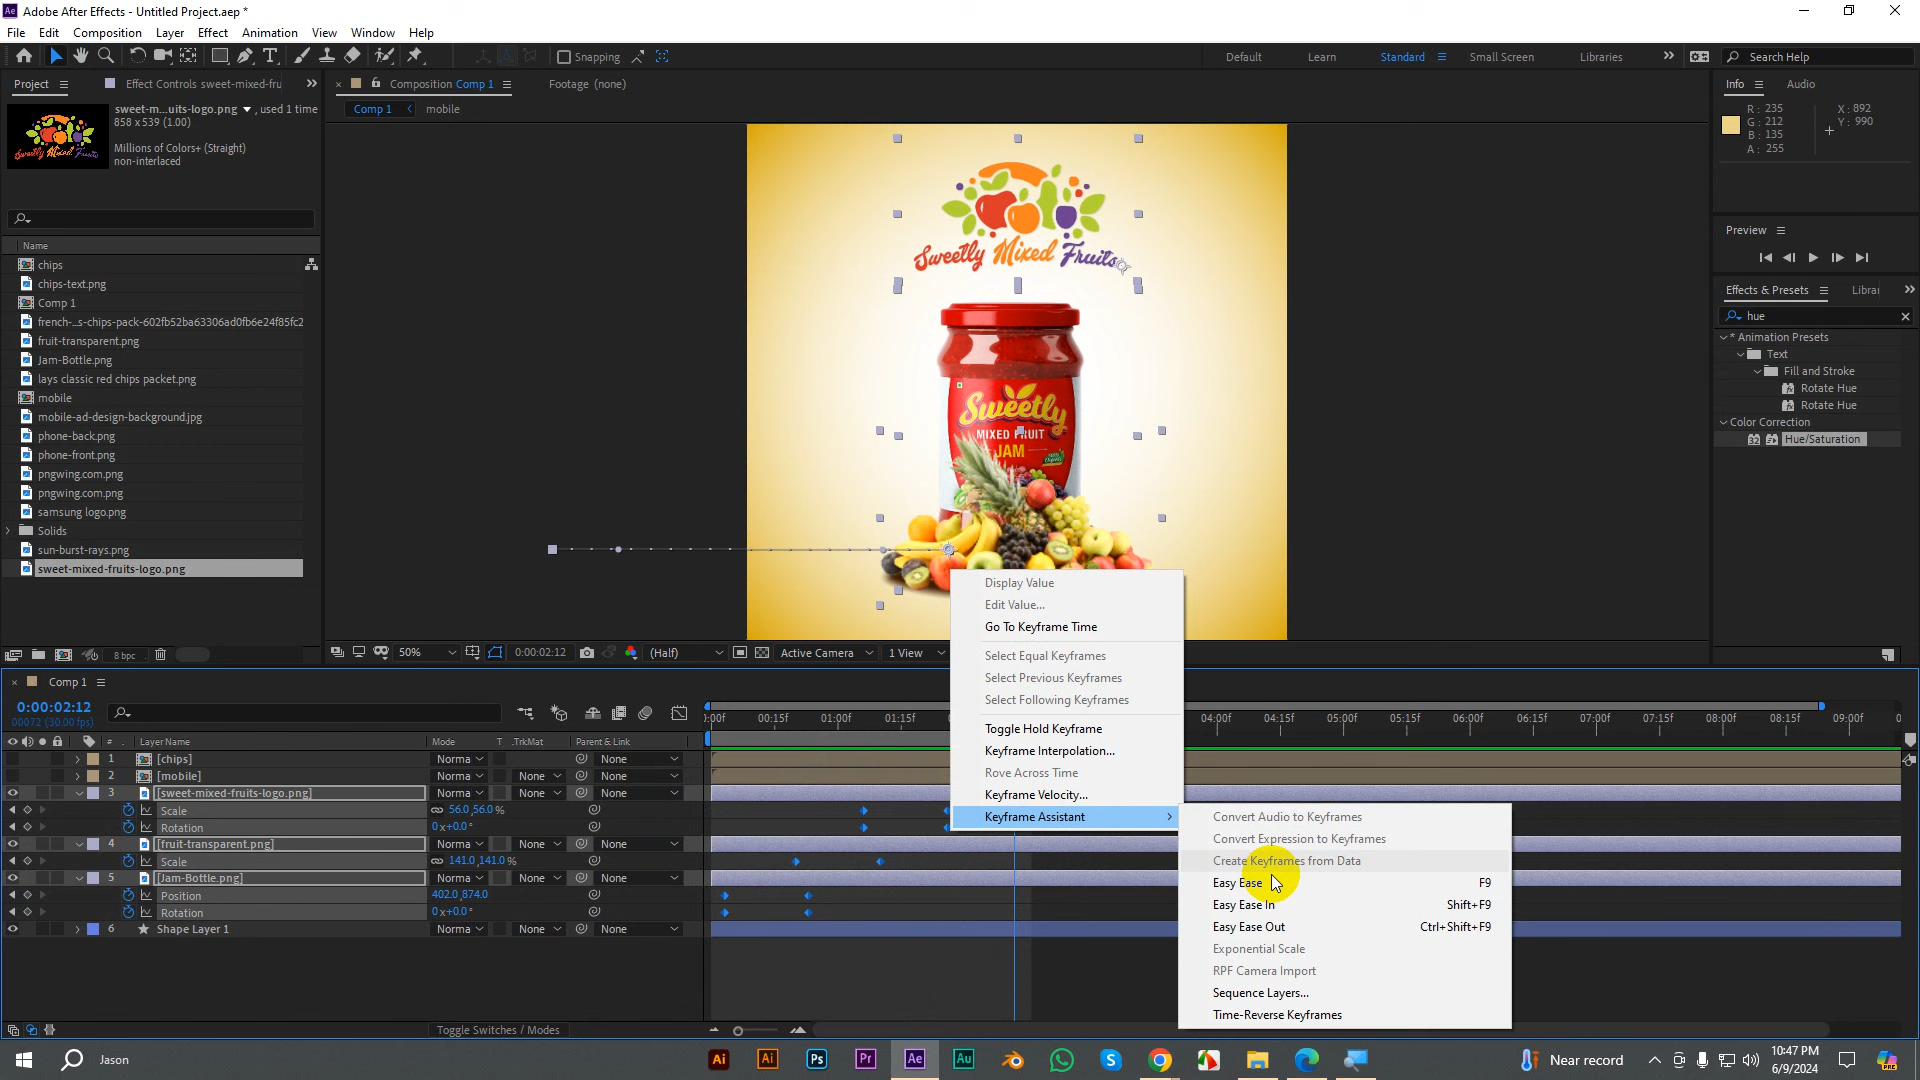 Adobe After Effects - Untitled Project.aep *
File Edit Composition Layer Effect Animation View Window Help
Snapping
Default Learn Standard Small Screen Libraries
Search Help
Project
Effect Controls sweet-mixed-fru
Composition Comp 1
Footage (none)
Info Audio
Comp 1 mobile
sweet-m...uits-logo.png , used 1 time
858 x 539 (1.00)
Millions of Colors+ (Straight)
non-interlaced
R: 235
G: 212
B: 135
A: 255
X: 892
Y: 990
Sweetly Mixed Fruits
Sweetly
MIXED FRUIT
JAM
Preview
Effects & Presets
Librar
hue
* Animation Presets
Text
Fill and Stroke
Rotate Hue
Rotate Hue
Color Correction
Hue/Saturation
Name
chips
chips-text.png
Comp 1
french-...s-chips-pack-602fb52ba63306ad0fb6e24f85fc2
fruit-transparent.png
Jam-Bottle.png
lays classic red chips packet.png
mobile
mobile-ad-design-background.jpg
phone-back.png
phone-front.png
pngwing.com.png
pngwing.com.png
samsung logo.png
Solids
sun-burst-rays.png
sweet-mixed-fruits-logo.png
8 bpc
50% 0:00:02:12 (Half) Active Camera 1 View
Display Value
Edit Value...
Go To Keyframe Time
Select Equal Keyframes
Select Previous Keyframes
Select Following Keyframes
Toggle Hold Keyframe
Keyframe Interpolation...
Rove Across Time
Keyframe Velocity...
Keyframe Assistant
Convert Audio to Keyframes
Convert Expression to Keyframes
Create Keyframes from Data
Easy Ease F9
Easy Ease In Shift+F9
Easy Ease Out Ctrl+Shift+F9
Exponential Scale
RPF Camera Import
Sequence Layers...
Time-Reverse Keyframes
Comp 1
0:00:02:12
00072 (30.00 fps)
:00f 00:15f 01:00f 01:15f 04:00f 04:15f 05:00f 05:15f 06:00f 06:15f 07:00f 07:15f 08:00f 08:15f 09:00f
# Layer Name Mode T .TrkMat Parent & Link
1 [chips] Norma None
2 [mobile] Norma None None
3 [sweet-mixed-fruits-logo.png] Norma None None
Scale 56.0,56.0 %
Rotation 0x+0.0°
4 [fruit-transparent.png] Norma None None
Scale 141.0,141.0 %
5 [Jam-Bottle.png] Norma None None
Position 402.0,874.0
Rotation 0x+0.0°
6 Shape Layer 1 Norma None None
Toggle Switches / Modes
Jason
Near record
10:47 PM
6/9/2024